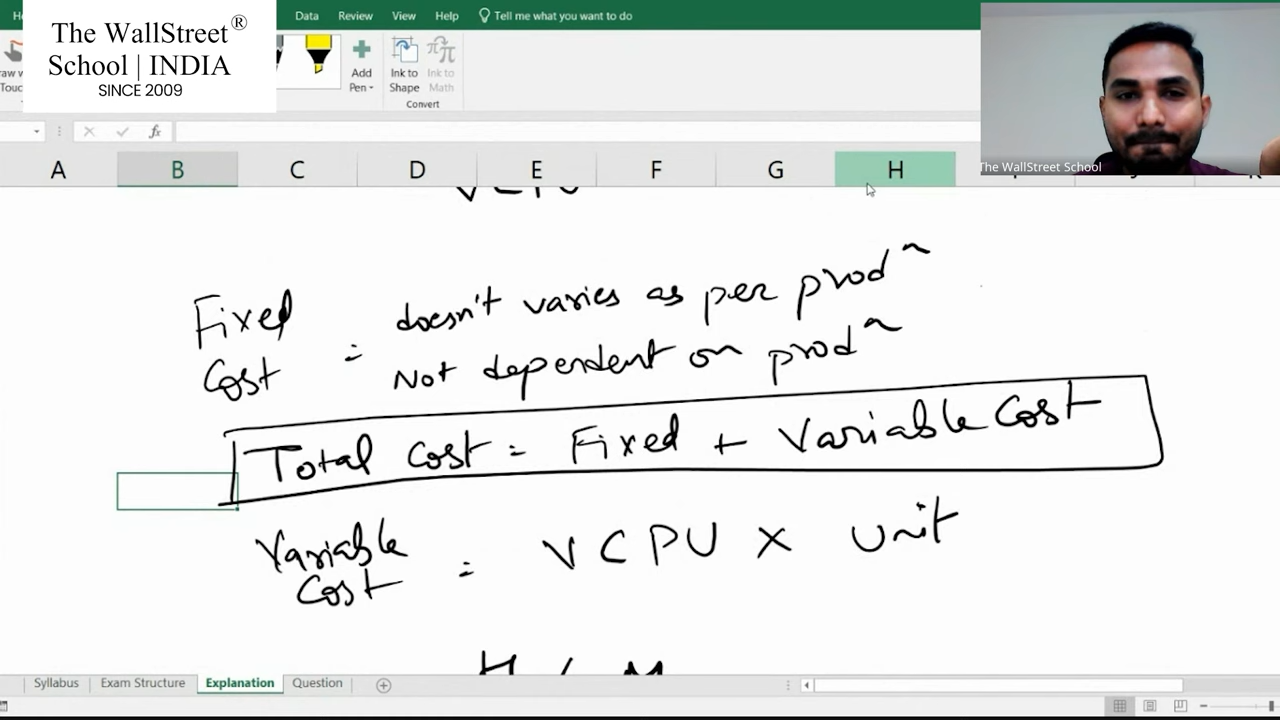 Data Review View Help Tell me what you want to do
The WallStreet®
School | INDIA
SINCE 2009
Add
Pen
Ink to
Shape
Ink to
Math
Convert
fx
A B C D E F G H
The WallStreet School
VCPU
Fixed
Cost = doesn't varies as per prodn
Not dependent on prodn
Total Cost = Fixed + Variable Cost
Variable
Cost = VCPU X Unit
Syllabus Exam Structure Explanation Question